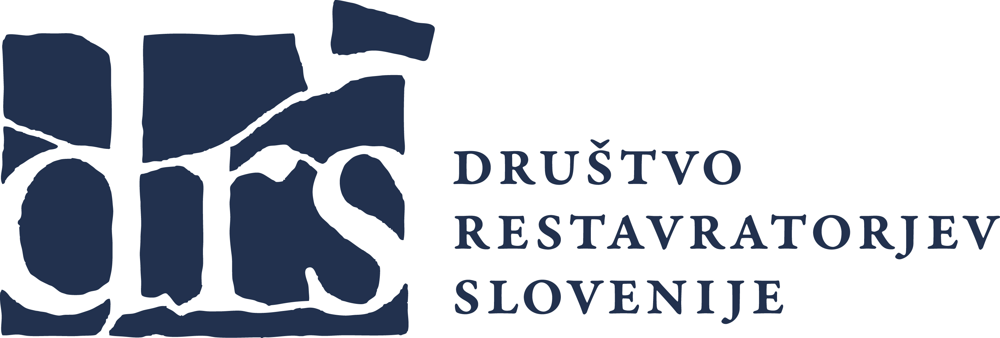 drs
DRUŠTVO
RESTAVRATORJEV
SLOVENIJE